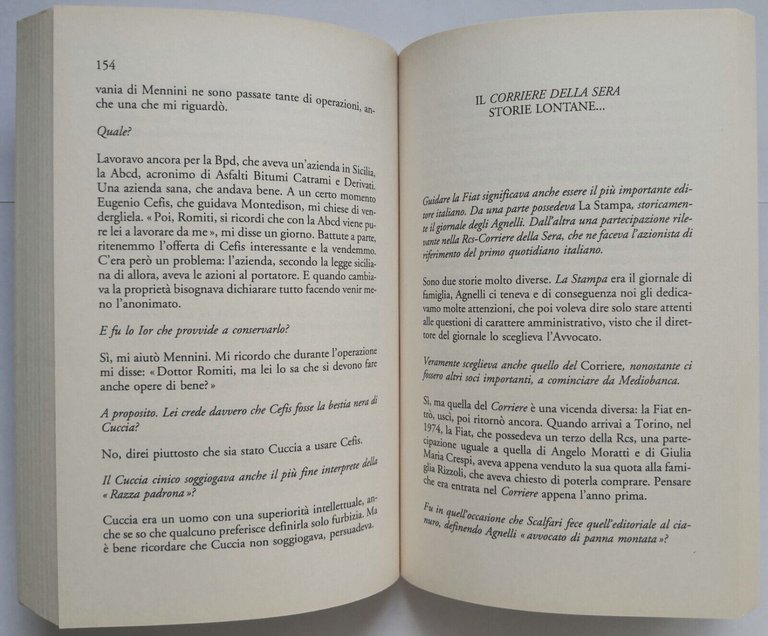 154
vania di Mennini ne sono passate tante di operazioni, an-
che una che mi riguardò.
Quale?
Lavoravo ancora per la Bpd, che aveva un'azienda in Sicilia,
la Abcd, acronimo di Asfalti Bitumi Catrami e Derivati.
Una azienda sana, che andava bene. A un certo momento
Eugenio Cefis, che guidava Montedison, mi chiese di ven-
dergliela. «Poi, Romiti, si ricordi che con la Abcd viene pu-
re lei a lavorare da me», mi disse un giorno. Battute a parte,
ritenemmo l'offerta di Cefis interessante e la vendemmo.
C'era però un problema: l'azienda, secondo la legge sicilia-
na di allora, aveva le azioni al portatore. E quando cambia-
va la proprietà bisognava dichiarare tutto facendo venir me-
no l'anonimato.
E fu lo Ior che provvide a conservarlo?
Sì, mi aiutò Mennini. Mi ricordo che durante l'operazione
mi disse: «Dottor Romiti, ma lei lo sa che si devono fare
anche opere di bene?»
A proposito. Lei crede davvero che Cefis fosse la bestia nera di
Cuccia?
No, direi piuttosto che sia stato Cuccia a usare Cefis.
Il Cuccia cinico soggiogava anche il più fine interprete della
«Razza padrona»?
Cuccia era un uomo con una superiorità intellettuale, an-
che se so che qualcuno preferisce definirla solo furbizia. Ma
è bene ricordare che Cuccia non soggiogava, persuadeva.
IL CORRIERE DELLA SERA
STORIE LONTANE...
Guidare la Fiat significava anche essere il più importante edi-
tore italiano. Da una parte possedeva La Stampa, storicamen-
te il giornale degli Agnelli. Dall'altra una partecipazione rile-
vante nella Rcs-Corriere della Sera, che ne faceva l'azionista di
riferimento del primo quotidiano italiano.
Sono due storie molto diverse. La Stampa era il giornale di
famiglia, Agnelli ci teneva e di conseguenza noi gli dedica-
vamo molte attenzioni, che poi voleva dire solo stare attenti
alle questioni di carattere amministrativo, visto che il diret-
tore del giornale lo sceglieva l'Avvocato.
Veramente sceglieva anche quello del Corriere, nonostante ci
fossero altri soci importanti, a cominciare da Mediobanca.
Sì, ma quella del Corriere è una vicenda diversa: la Fiat en-
trò, uscì, poi ritornò ancora. Quando arrivai a Torino, nel
1974, la Fiat, che possedeva un terzo della Rcs, una parte-
cipazione uguale a quella di Angelo Moratti e di Giulia
Maria Crespi, aveva appena venduto la sua quota alla fami-
glia Rizzoli, che aveva chiesto di poterla comprare. Pensare
che era entrata nel Corriere appena l'anno prima.
Fu in quell'occasione che Scalfari fece quell'editoriale al cia-
nuro, definendo Agnelli «avvocato di panna montata»?